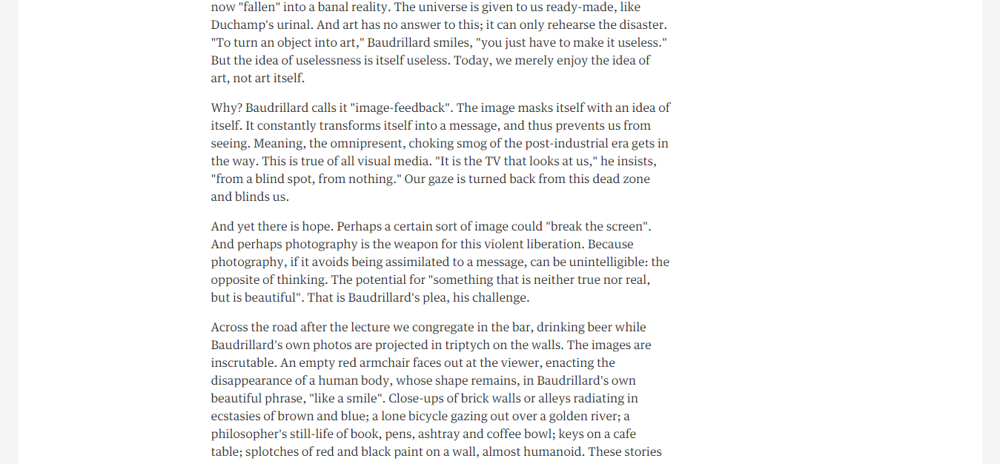 now "fallen" into a banal reality. The universe is given to us ready-made, like
Duchamp's urinal. And art has no answer to this; it can only rehearse the disaster.
"To turn an object into art," Baudrillard smiles, "you just have to make it useless."
But the idea of uselessness is itself useless. Today, we merely enjoy the idea of
art, not art itself.
Why? Baudrillard calls it "image-feedback". The image masks itself with an idea of
itself. It constantly transforms itself into a message, and thus prevents us from
seeing. Meaning, the omnipresent, choking smog of the post-industrial era gets in
the way. This is true of all visual media. "It is the TV that looks at us," he insists,
"from a blind spot, from nothing." Our gaze is turned back from this dead zone
and blinds us.
And yet there is hope. Perhaps a certain sort of image could "break the screen".
And perhaps photography is the weapon for this violent liberation. Because
photography, if it avoids being assimilated to a message, can be unintelligible: the
opposite of thinking. The potential for "something that is neither true nor real,
but is beautiful". That is Baudrillard's plea, his challenge.
Across the road after the lecture we congregate in the bar, drinking beer while
Baudrillard's own photos are projected in triptych on the walls. The images are
inscrutable. An empty red armchair faces out at the viewer, enacting the
disappearance of a human body, whose shape remains, in Baudrillard's own
beautiful phrase, "like a smile". Close-ups of brick walls or alleys radiating in
ecstasies of brown and blue; a lone bicycle gazing out over a golden river; a
philosopher's still-life of book, pens, ashtray and coffee bowl; keys on a cafe
table; splotches of red and black paint on a wall, almost humanoid. These stories